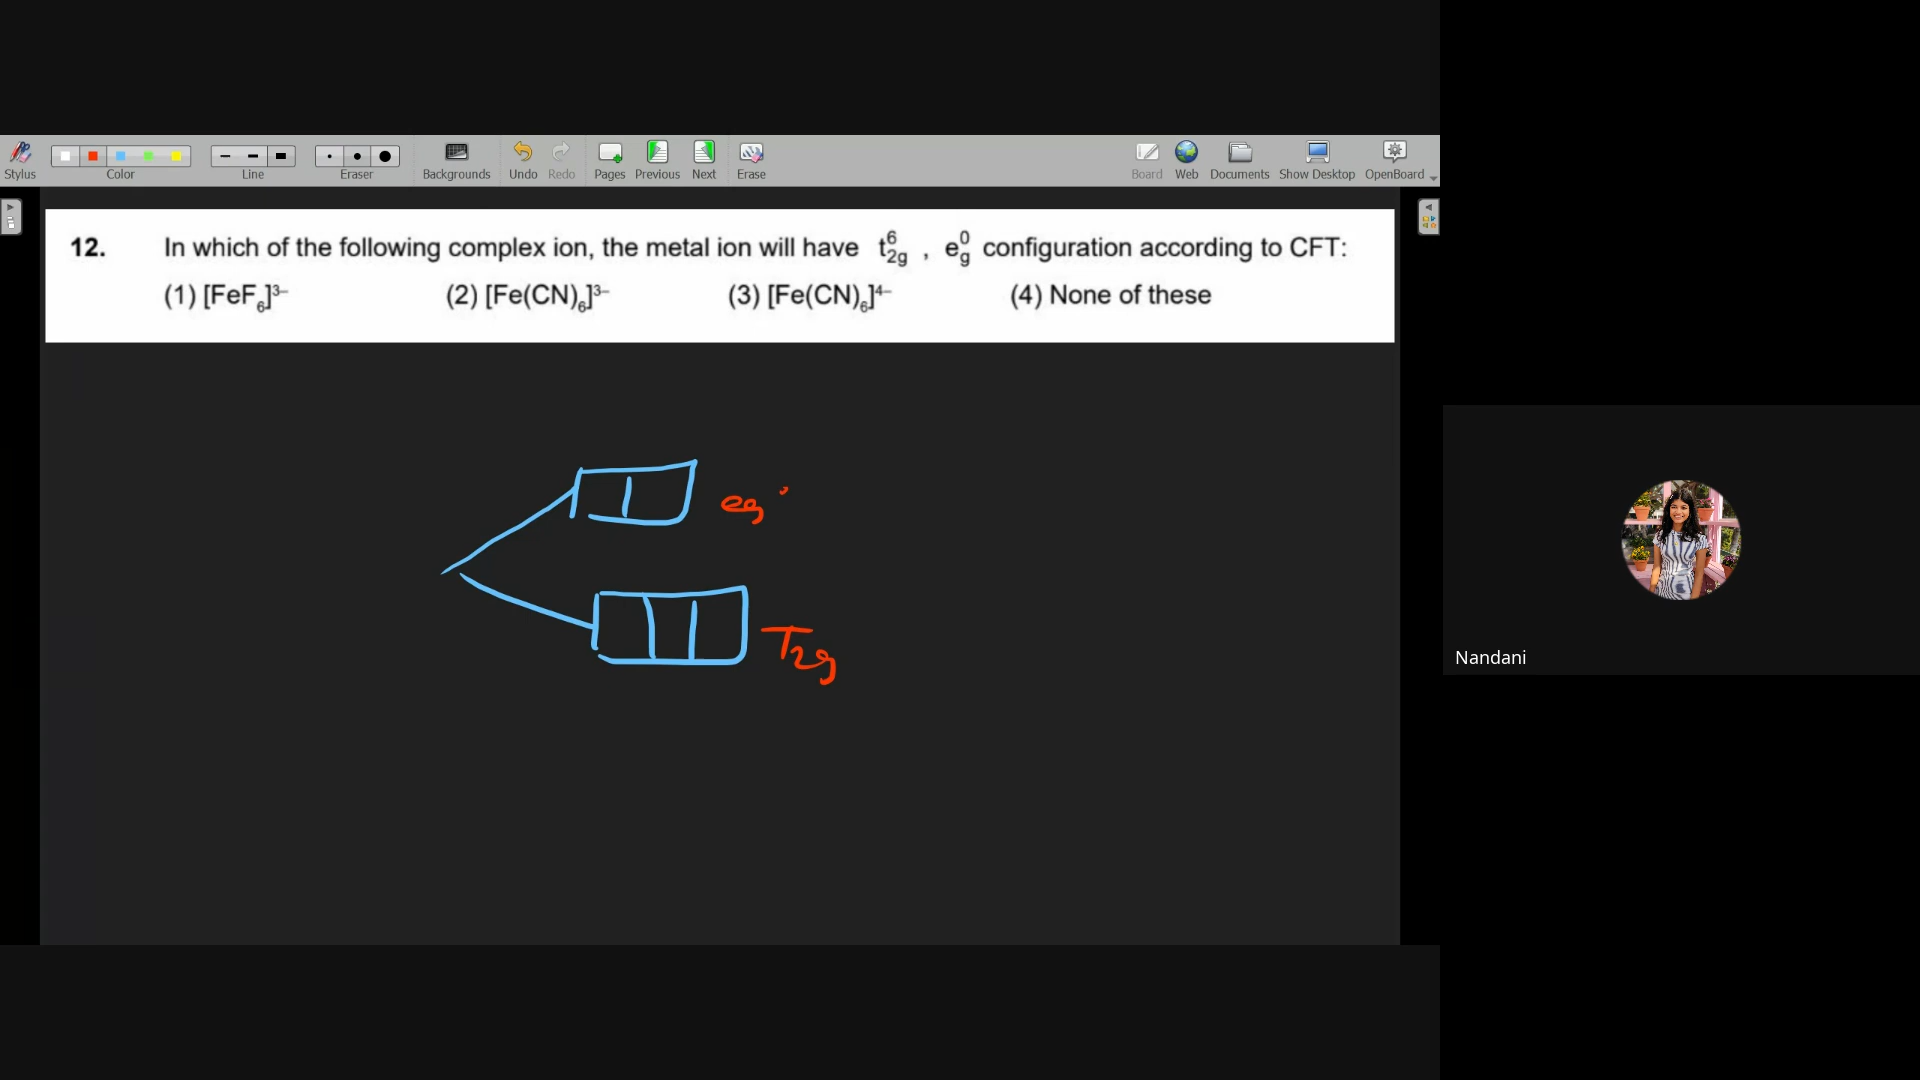 Stylus Color Line Eraser Backgrounds Undo Redo Pages Previous Next Erase Board Web Documents Show Desktop OpenBoard
12. In which of the following complex ion, the metal ion will have t₂g⁶ , eg⁰ configuration according to CFT:
(1) [FeF₆]³⁻ (2) [Fe(CN)₆]³⁻ (3) [Fe(CN)₆]⁴⁻ (4) None of these
eg
T₂g
Nandani